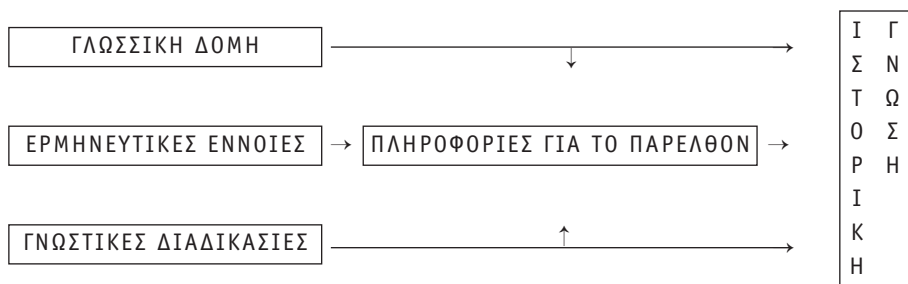 ΓΛΩΣΣΙΚΗ ΔΟΜΗ
ΕΡΜΗΝΕΥΤΙΚΕΣ ΕΝΝΟΙΕΣ
ΠΛΗΡΟΦΟΡΙΕΣ ΓΙΑ ΤΟ ΠΑΡΕΛΘΟΝ
ΓΝΩΣΤΙΚΕΣ ΔΙΑΔΙΚΑΣΙΕΣ
ΙΣΤΟΡΙΚΗ
ΓΝΩΣΗ